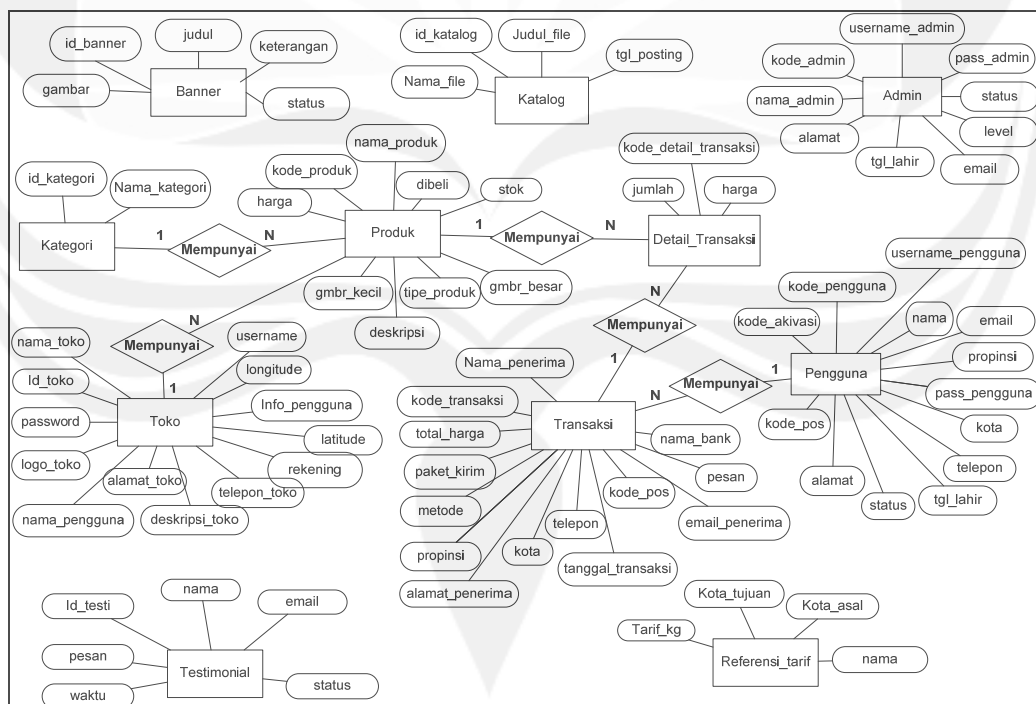 id_banner
judul
keterangan
gambar
Banner
status
id_katalog
Judul_file
tgl_posting
Nama_file
Katalog
username_admin
kode_admin
pass_admin
nama_admin
Admin
status
alamat
level
tgl_lahir
email
id_kategori
Nama_kategori
Kategori
1
Mempunyai
N
nama_produk
kode_produk
dibeli
stok
harga
Produk
gmbr_kecil
tipe_produk
gmbr_besar
deskripsi
1
Mempunyai
N
kode_detail_transaksi
jumlah
harga
Detail_Transaksi
N
Mempunyai
1
N
Mempunyai
1
nama_toko
username
Id_toko
longitude
password
Toko
Info_pengguna
latitude
logo_toko
alamat_toko
rekening
telepon_toko
nama_pengguna
deskripsi_toko
Nama_penerima
kode_transaksi
total_harga
Transaksi
nama_bank
paket_kirim
pesan
metode
kode_pos
telepon
email_penerima
propinsi
kota
tanggal_transaksi
alamat_penerima
N
Mempunyai
1
username_pengguna
kode_pengguna
kode_akivasi
nama
email
Pengguna
propinsi
pass_pengguna
kode_pos
kota
alamat
telepon
status
tgl_lahir
Id_testi
nama
email
pesan
Testimonial
waktu
status
Kota_tujuan
Kota_asal
Tarif_kg
Referensi_tarif
nama